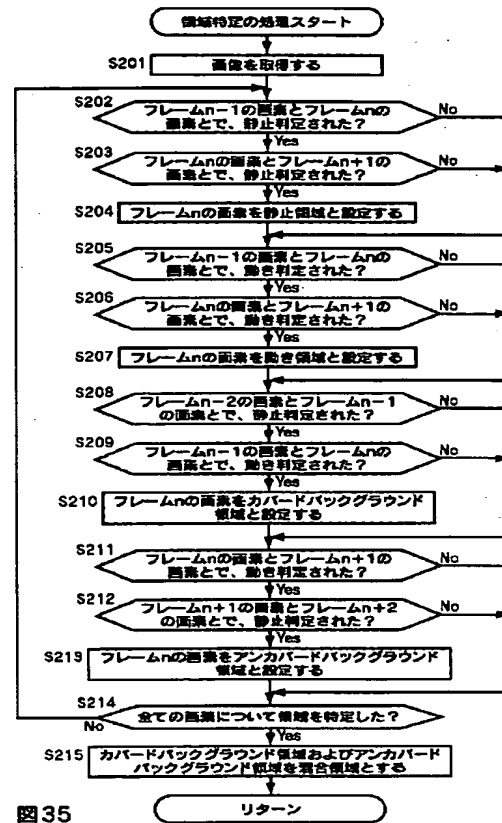 領域特定の処理スタート
S201
画像を取得する
S202
フレームn−1の画素とフレームnの
画素とで、静止判定された？
No
Yes
S203
フレームnの画素とフレームn+1の
画素とで、静止判定された？
No
Yes
S204
フレームnの画素を静止領域と設定する
S205
フレームn−1の画素とフレームnの
画素とで、動き判定された？
No
Yes
S206
フレームnの画素とフレームn+1の
画素とで、動き判定された？
No
Yes
S207
フレームnの画素を動き領域と設定する
S208
フレームn−2の画素とフレームn−1
の画素とで、静止判定された？
No
Yes
S209
フレームn−1の画素とフレームnの
画素とで、動き判定された？
No
Yes
S210
フレームnの画素をカバードバックグラウンド
領域と設定する
S211
フレームnの画素とフレームn+1の
画素とで、動き判定された？
No
Yes
S212
フレームn+1の画素とフレームn+2
の画素とで、静止判定された？
No
Yes
S213
フレームnの画素をアンカバードバックグラウンド
領域と設定する
S214
全ての画素について領域を特定した？
No
Yes
S215
カバードバックグラウンド領域およびアンカバード
バックグラウンド領域を混合領域とする
リターン
図35